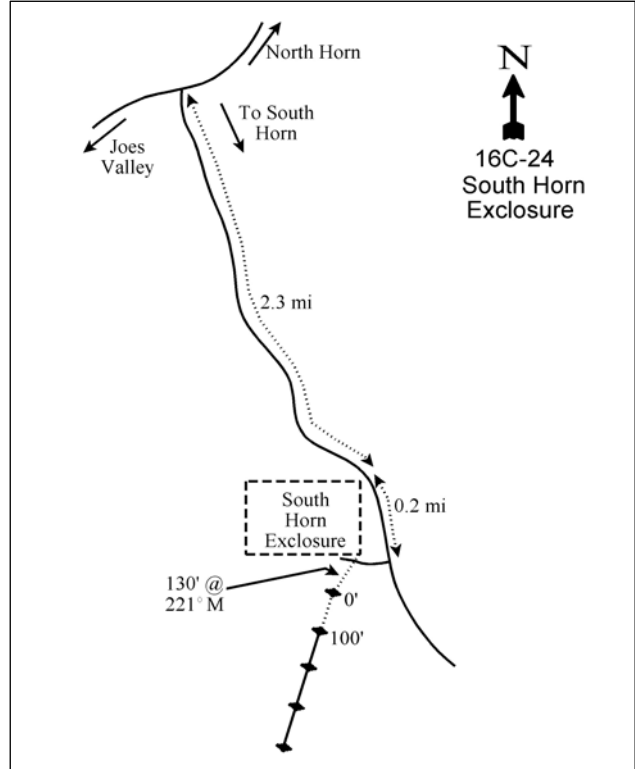 North Horn
N
To South
Horn
Joes
Valley
16C-24
South Horn
Exclosure
2.3 mi
South
Horn
Exclosure
0.2 mi
130' @
221° M
0'
100'